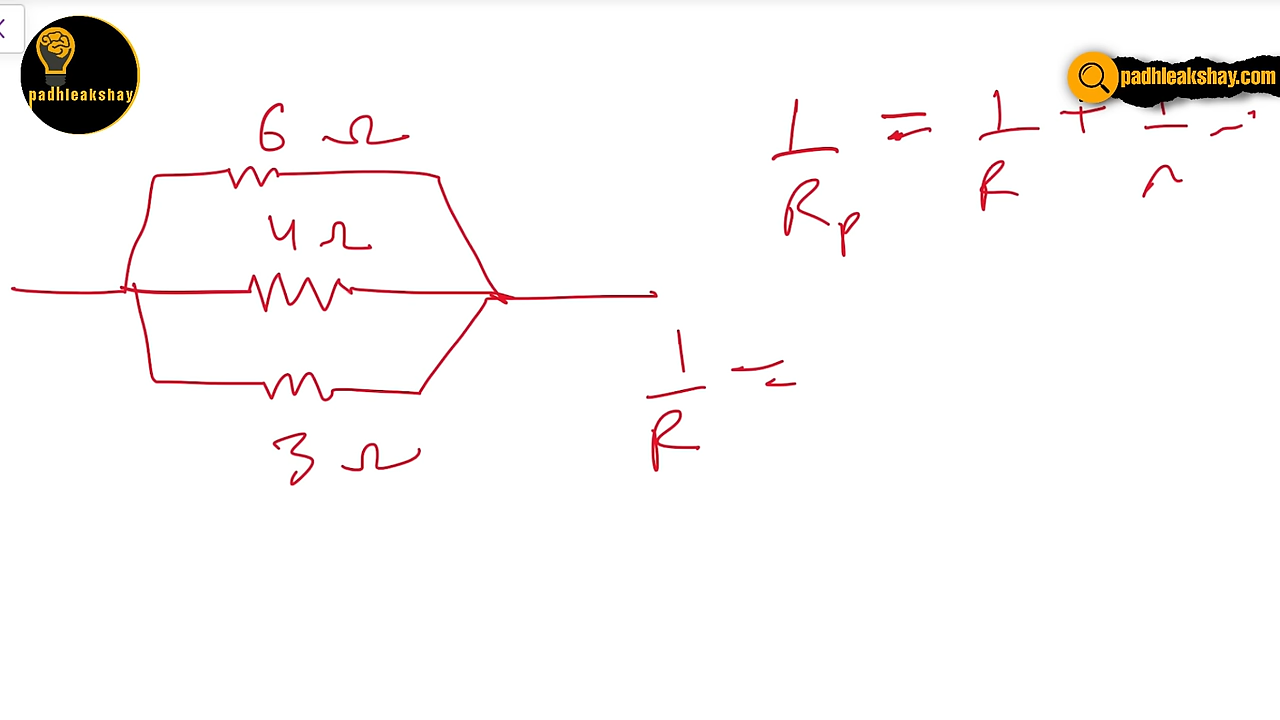 padhleakshay
padhleakshay.com
6 Ω
1/Rp = 1/R + 1/
4 Ω
1/R =
3 Ω